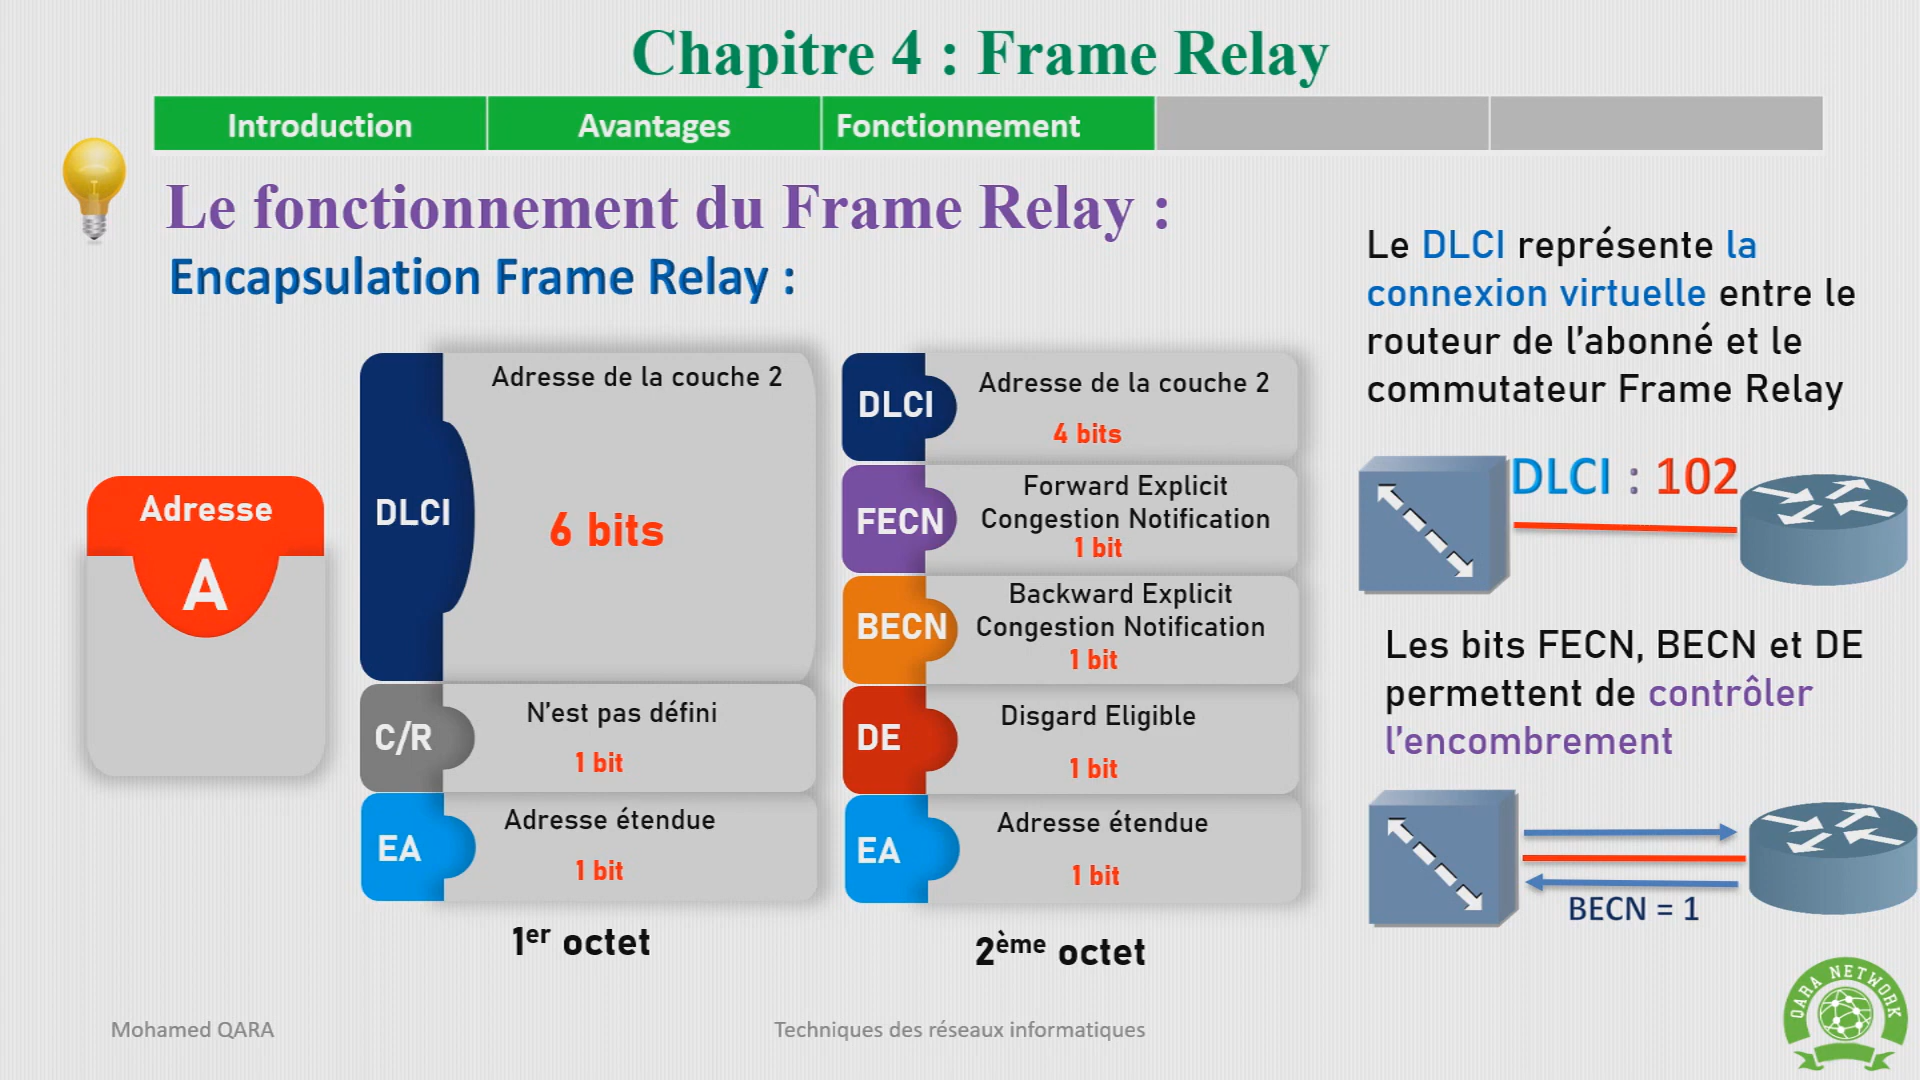 Chapitre 4 : Frame Relay
Introduction
Avantages
Fonctionnement
Le fonctionnement du Frame Relay :
Encapsulation Frame Relay :
Adresse
A
DLCI
Adresse de la couche 2
6 bits
C/R
N'est pas défini
1 bit
EA
Adresse étendue
1 bit
1er octet
DLCI
Adresse de la couche 2
4 bits
FECN
Forward Explicit
Congestion Notification
1 bit
BECN
Backward Explicit
Congestion Notification
1 bit
DE
Disgard Eligible
1 bit
EA
Adresse étendue
1 bit
2ème octet
Le DLCI représente la
connexion virtuelle entre le
routeur de l'abonné et le
commutateur Frame Relay
DLCI : 102
Les bits FECN, BECN et DE
permettent de contrôler
l'encombrement
BECN = 1
Mohamed QARA
Techniques des réseaux informatiques
QARA NETWORK